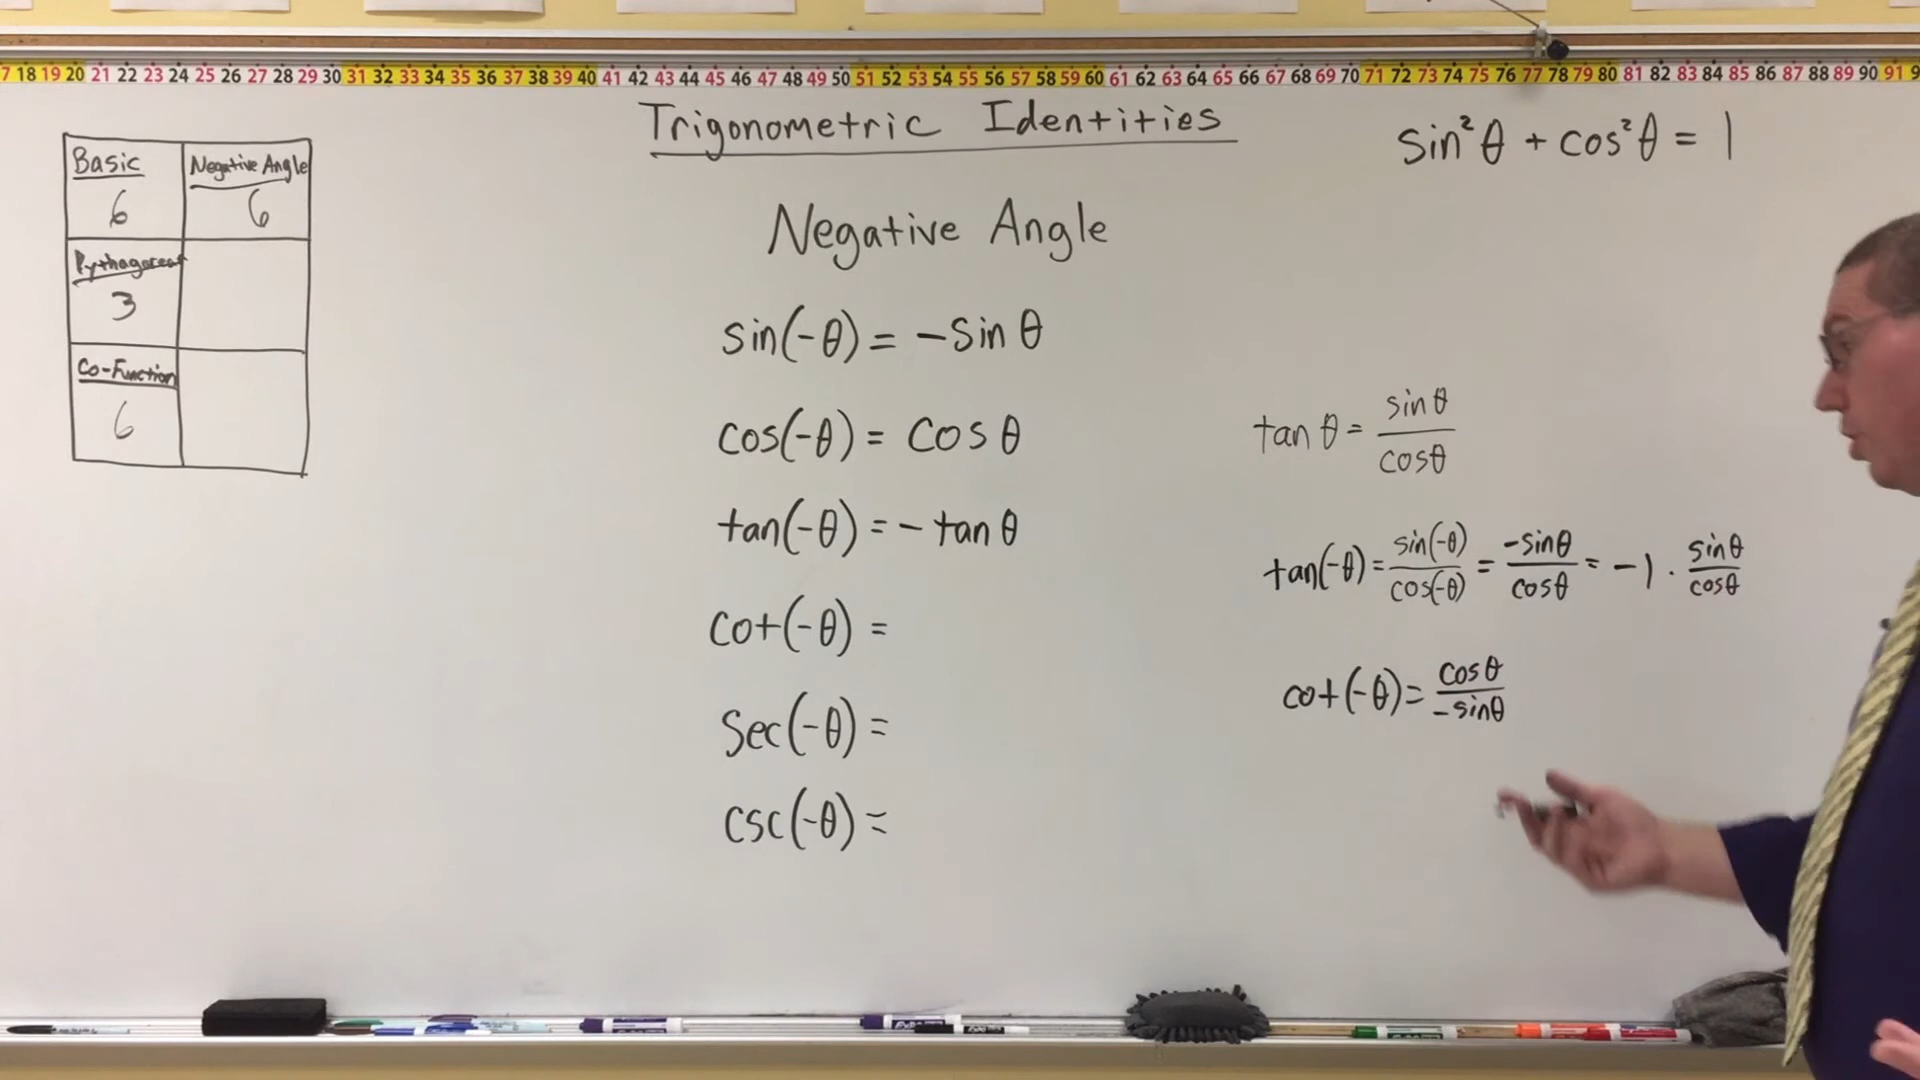 7 18 19 20 21 22 23 24 25 26 27 28 29 30 31 32 33 34 35 36 37 38 39 40 41 42 43 44 45 46 47 48 49 50 51 52 53 54 55 56 57 58 59 60 61 62 63 64 65 66 67 68 69 70 71 72 73 74 75 76 77 78 79 80 81 82 83 84 85 86 87 88 89 90 91 9
Trigonometric Identities
sin²θ + cos²θ = 1
Basic
6
Negative Angle
6
Pythagorean
3
Co-Function
6
Negative Angle
sin(-θ) = -sin θ
cos(-θ) = cos θ
tan(-θ) = - tan θ
cot(-θ) =
sec(-θ) =
csc(-θ) =
tan θ = sinθ / cosθ
tan(-θ) = sin(-θ) / cos(-θ) = -sinθ / cosθ = -1 · sinθ / cosθ
cot(-θ) = cosθ / -sinθ